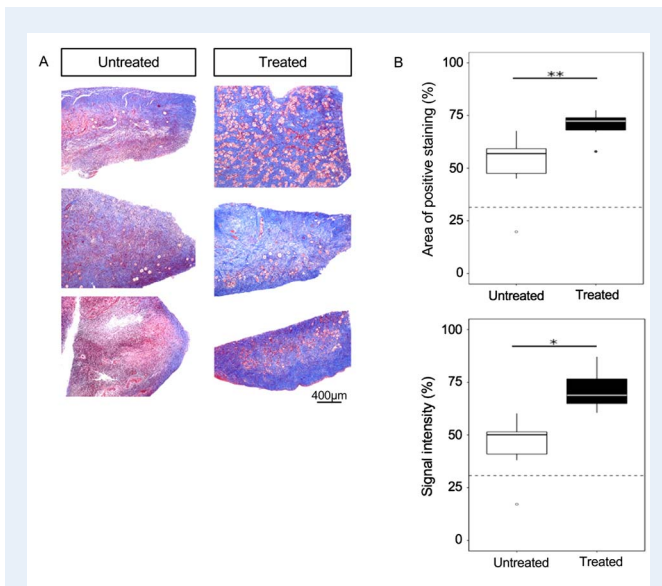 A
Untreated
Treated
400µm
B
Area of positive staining (%)
100
75
50
25
0
**
Untreated
Treated
Signal intensity (%)
100
75
50
25
0
*
Untreated
Treated